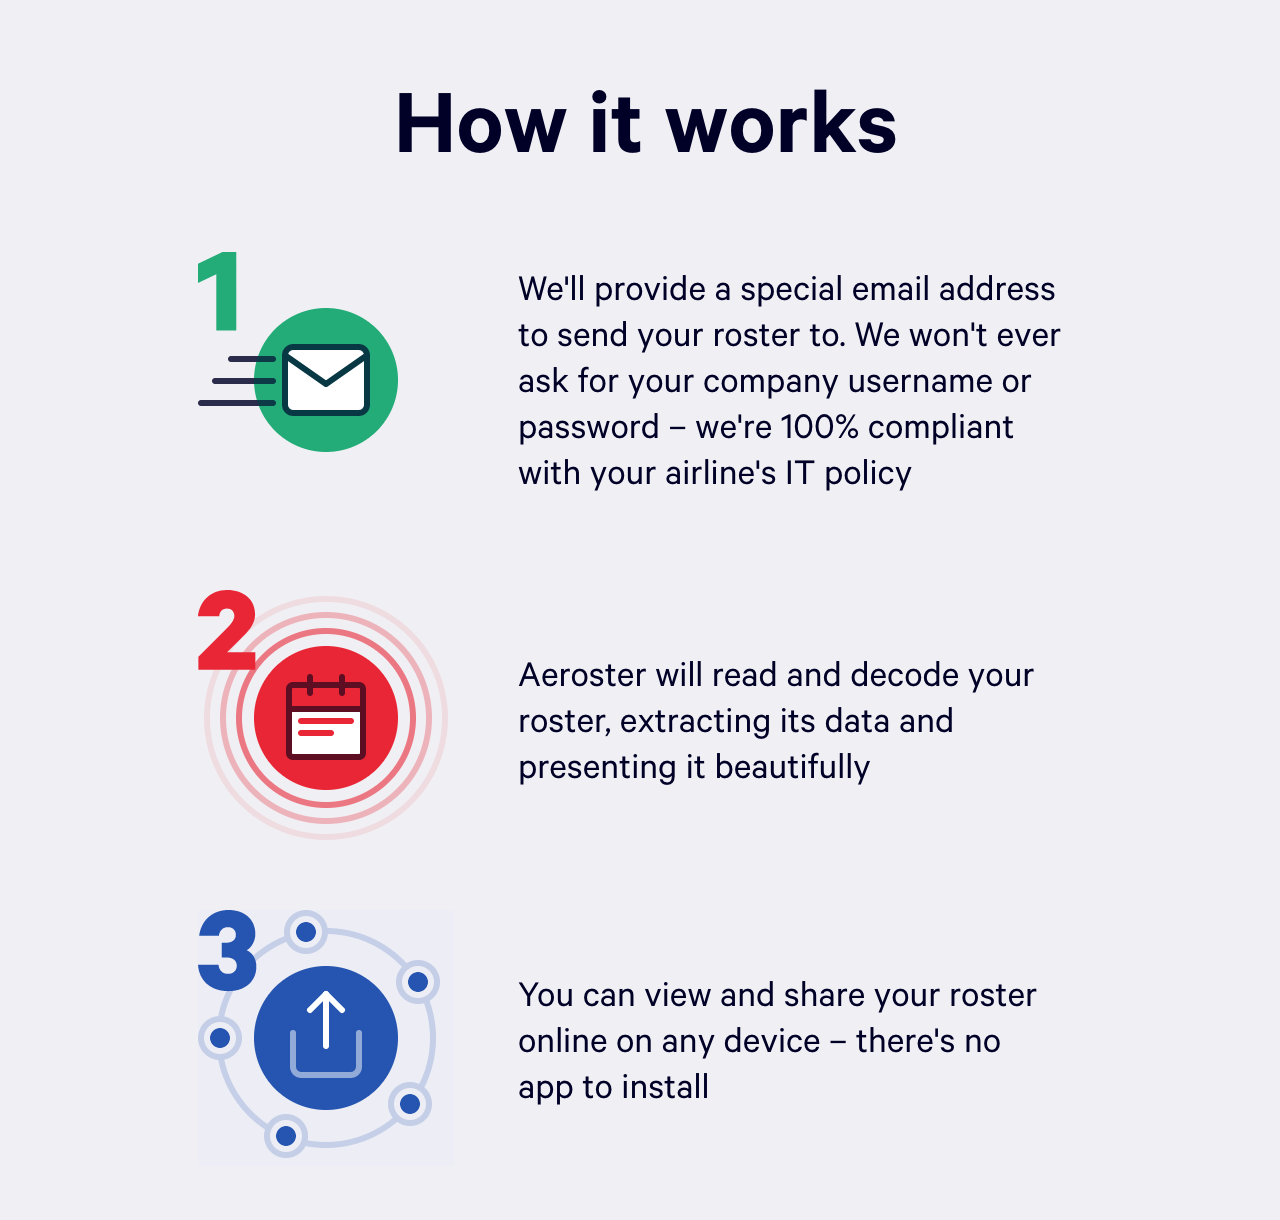 How it works
1
We'll provide a special email address
to send your roster to. We won't ever
ask for your company username or
password – we're 100% compliant
with your airline's IT policy
2
Aeroster will read and decode your
roster, extracting its data and
presenting it beautifully
3
You can view and share your roster
online on any device – there's no
app to install